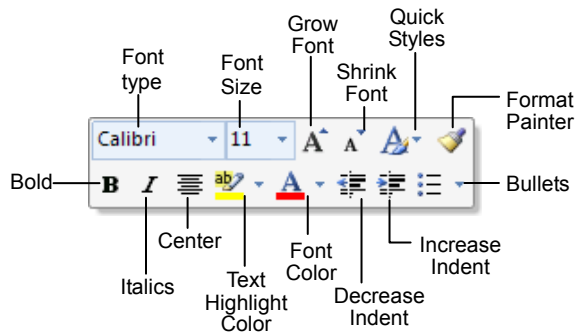 Grow
Font
Quick
Styles
Font
type
Font
Size
Shrink
Font
Format
Painter
Calibri
11
A
A
A
Bold
B
I
ab
A
Bullets
Center
Italics
Text
Highlight
Color
Font
Color
Decrease
Indent
Increase
Indent